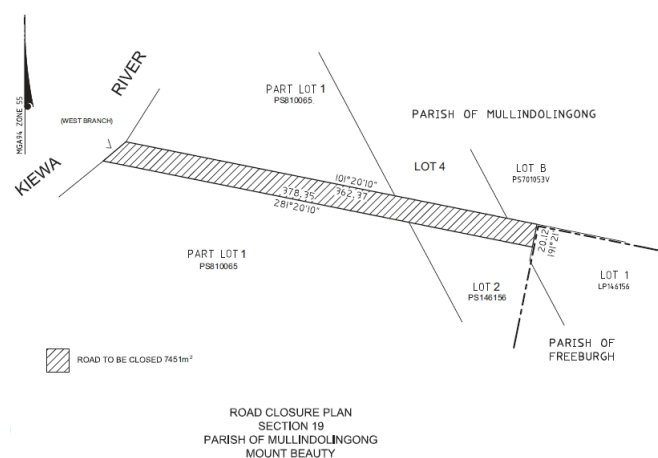 RIVER
PART LOT 1
PS810065.
PARISH OF MULLINDOLINGONG
MGA94 ZONE 55
(WEST BRANCH)
KIEWA
LOT 4
LOT B
PS701053V
101°20'10"
362.37
378.35
281°20'10"
20.12
191°21'
PART LOT 1
PS810065
LOT 2
PS146156
LOT 1
LP146156
PARISH OF
FREEBURGH
ROAD TO BE CLOSED 7451m²
ROAD CLOSURE PLAN
SECTION 19
PARISH OF MULLINDOLINGONG
MOUNT BEAUTY